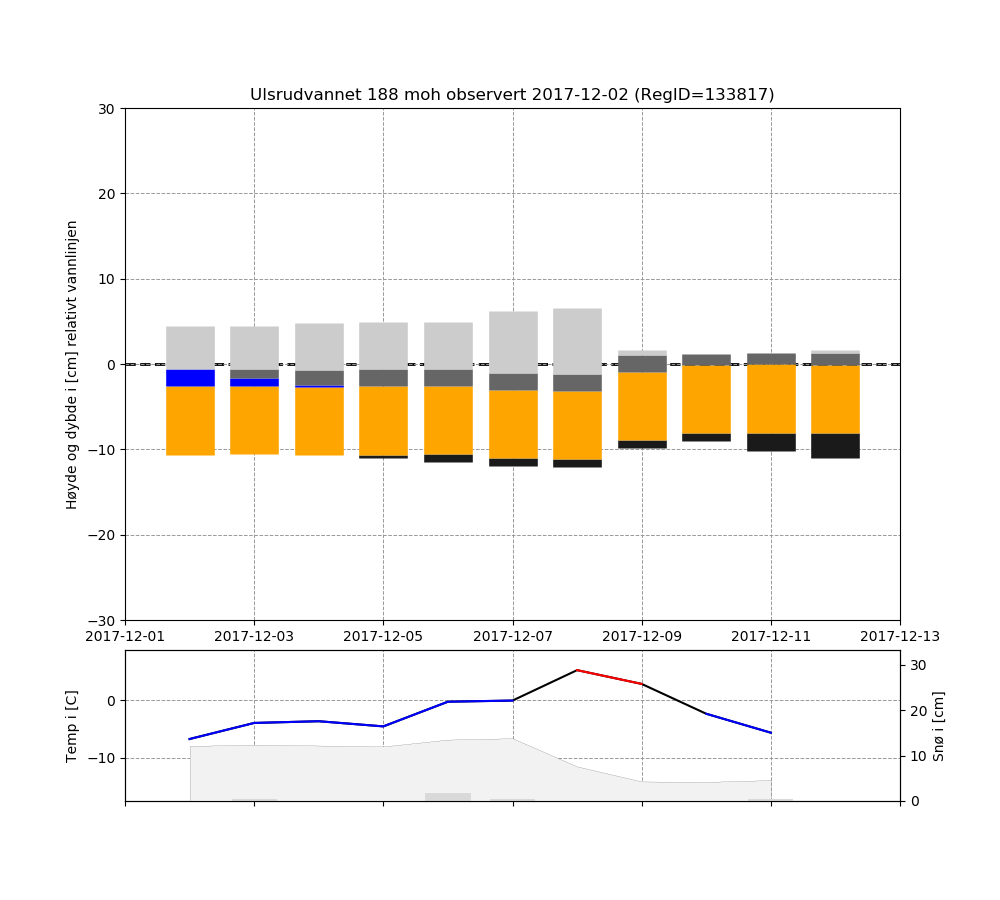 Ulsrudvannet 188 moh observert 2017-12-02 (RegID=133817)
Høyde og dybde i [cm] relativt vannlinjen
30
20
10
0
−10
−20
−30
2017-12-01 2017-12-03 2017-12-05 2017-12-07 2017-12-09 2017-12-11 2017-12-13
Temp i [C]
0
−10
30
20
10
0
Snø i [cm]